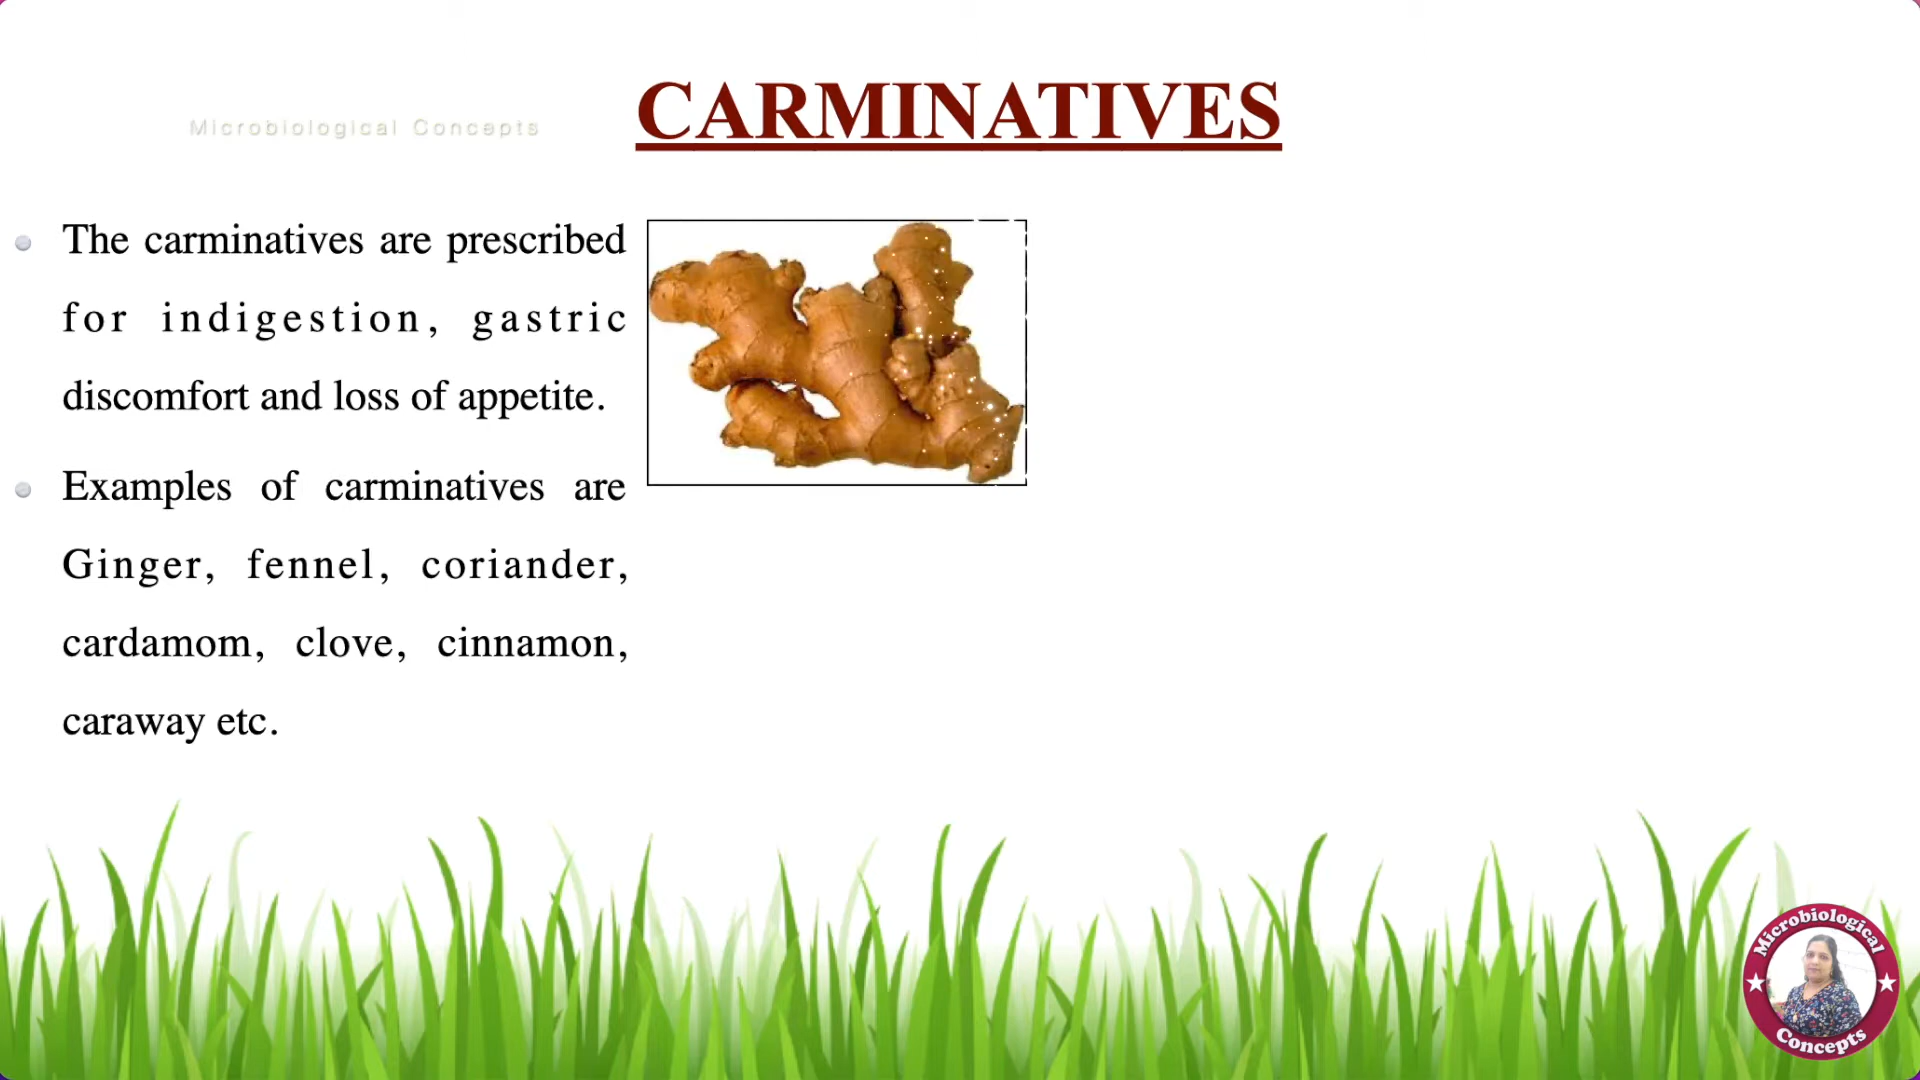 CARMINATIVES
Microbiological Concepts
The carminatives are prescribed
for indigestion, gastric
discomfort and loss of appetite.
Examples of carminatives are
Ginger, fennel, coriander,
cardamom, clove, cinnamon,
caraway etc.
Microbiological
Concepts